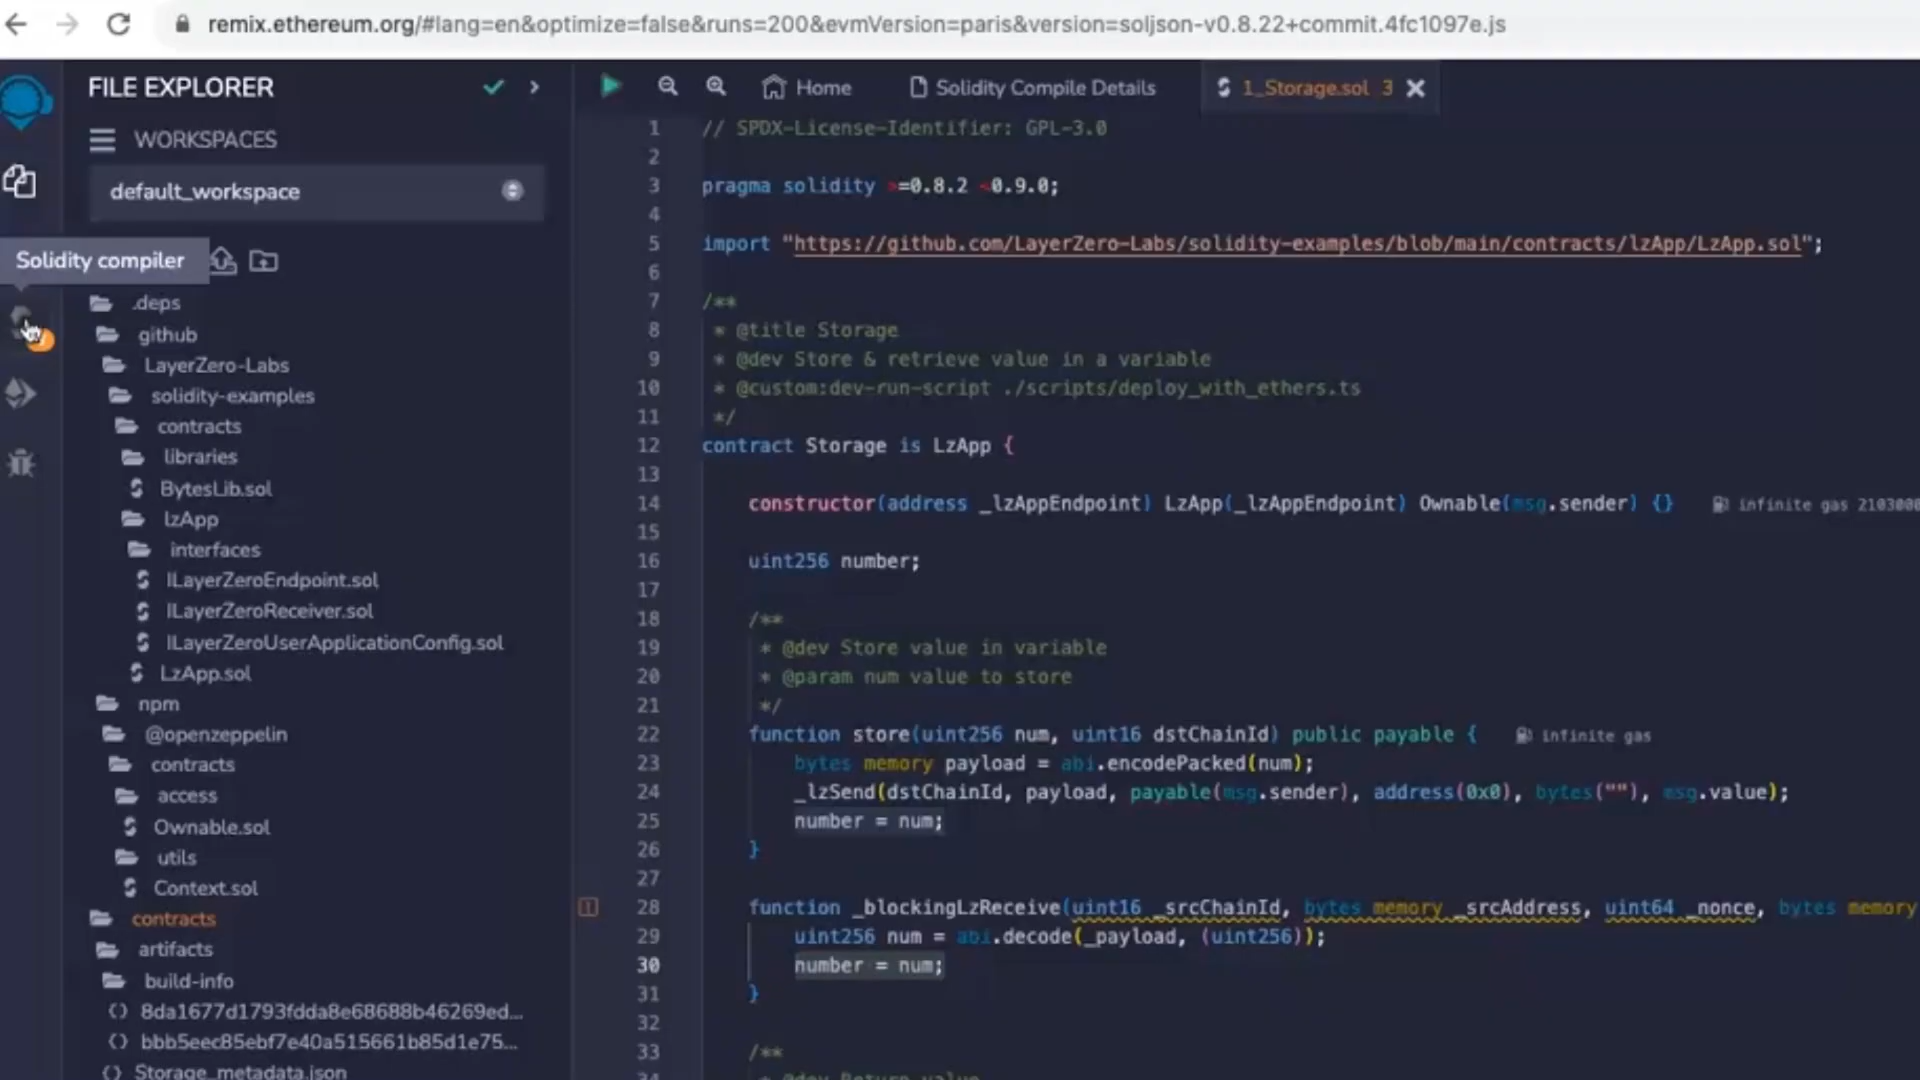 remix.ethereum.org/#lang=en&optimize=false&runs=200&evmVersion=paris&version=soljson-v0.8.22+commit.4fc1097e.js
FILE EXPLORER
WORKSPACES
default_workspace
Solidity compiler
.deps
github
LayerZero-Labs
solidity-examples
contracts
libraries
BytesLib.sol
lzApp
interfaces
ILayerZeroEndpoint.sol
ILayerZeroReceiver.sol
ILayerZeroUserApplicationConfig.sol
LzApp.sol
npm
@openzeppelin
contracts
access
Ownable.sol
utils
Context.sol
contracts
artifacts
build-info
8da1677d1793fdda8e68688b46269ed...
bbb5eec85ebf7e40a515661b85d1e75...
Storage_metadata.json
Home
Solidity Compile Details
1_Storage.sol 3
1 // SPDX-License-Identifier: GPL-3.0
2
3 pragma solidity >=0.8.2 <0.9.0;
4
5 import "https://github.com/LayerZero-Labs/solidity-examples/blob/main/contracts/lzApp/LzApp.sol";
6
7 /**
8 * @title Storage
9 * @dev Store & retrieve value in a variable
10 * @custom:dev-run-script ./scripts/deploy_with_ethers.ts
11 */
12 contract Storage is LzApp {
13
14 constructor(address _lzAppEndpoint) LzApp(_lzAppEndpoint) Ownable(msg.sender) {} infinite gas
15
16 uint256 number;
17
18 /**
19 * @dev Store value in variable
20 * @param num value to store
21 */
22 function store(uint256 num, uint16 dstChainId) public payable { infinite gas
23 bytes memory payload = abi.encodePacked(num);
24 _lzSend(dstChainId, payload, payable(msg.sender), address(0x0), bytes(""), msg.value);
25 number = num;
26 }
27
28 function _blockingLzReceive(uint16 _srcChainId, bytes memory _srcAddress, uint64 _nonce, bytes memory
29 uint256 num = abi.decode(_payload, (uint256));
30 number = num;
31 }
32
33 /**
34 * @dev Return value